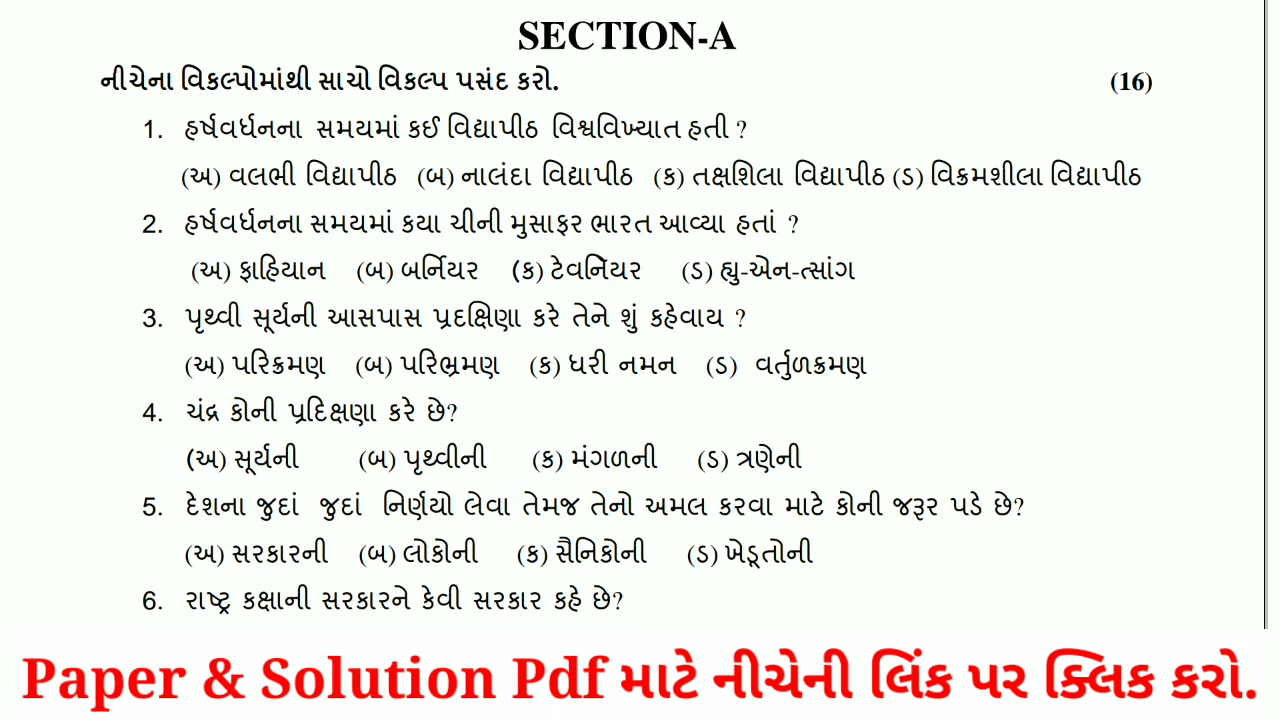 SECTION-A
નીચેના વિકલ્પોમાંથી સાચો વિકલ્પ પસંદ કરો. (16)
1. હર્ષવર્ધનના સમયમાં કઈ વિદ્યાપીઠ વિશ્વવિખ્યાત હતી ?
(અ) વલભી વિદ્યાપીઠ (બ) નાલંદા વિદ્યાપીઠ (ક) તક્ષશિલા વિદ્યાપીઠ (ડ) વિક્રમશીલા વિદ્યાપીઠ
2. હર્ષવર્ધનના સમયમાં કયા ચીની મુસાફર ભારત આવ્યા હતાં ?
(અ) ફાહિયાન (બ) બર્નિયર (ક) ટેવર્નિયર (ડ) હ્યુ-એન-ત્સાંગ
3. પૃથ્વી સૂર્યની આસપાસ પ્રદક્ષિણા કરે તેને શું કહેવાય ?
(અ) પરિક્રમણ (બ) પરિભ્રમણ (ક) ધરી નમન (ડ) વર્તુળક્રમણ
4. ચંદ્ર કોની પ્રદિક્ષણા કરે છે?
(અ) સૂર્યની (બ) પૃથ્વીની (ક) મંગળની (ડ) ત્રણેની
5. દેશના જુદાં જુદાં નિર્ણયો લેવા તેમજ તેનો અમલ કરવા માટે કોની જરૂર પડે છે?
(અ) સરકારની (બ) લોકોની (ક) સૈનિકોની (ડ) ખેડૂતોની
6. રાષ્ટ્ર કક્ષાની સરકારને કેવી સરકાર કહે છે?
Paper & Solution Pdf માટે નીચેની લિંક પર ક્લિક કરો.